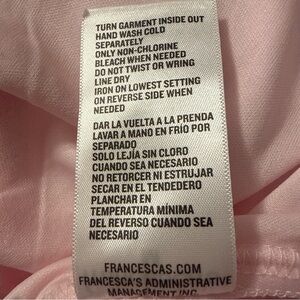 TURN GARMENT INSIDE OUT
HAND WASH COLD
SEPARATELY
ONLY NON-CHLORINE
BLEACH WHEN NEEDED
DO NOT TWIST OR WRING
LINE DRY
IRON ON LOWEST SETTING
ON REVERSE SIDE WHEN
NEEDED
DAR LA VUELTA A LA PRENDA
LAVAR A MANO EN FRÍO POR
SEPARADO
SOLO LEJÍA SIN CLORO
CUANDO SEA NECESARIO
NO RETORCER NI ESTRUJAR
SECAR EN EL TENDEDERO
PLANCHAR EN
TEMPERATURA MÍNIMA
DEL REVERSO CUANDO SEA
NECESARIO
FRANCESCAS.COM
FRANCESCA'S ADMINISTRATIVE
MANAGEMENT INC.